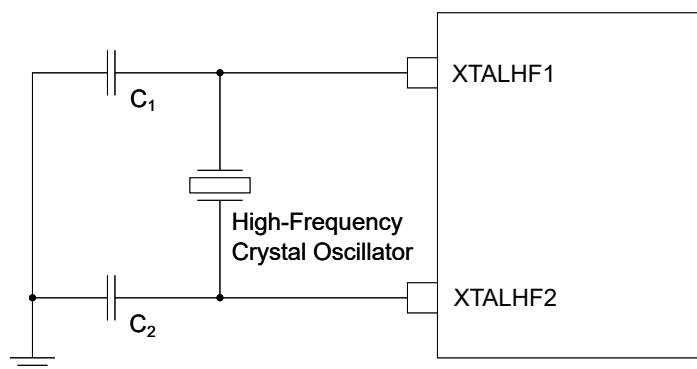 XTALHF1
C₁
High-Frequency
Crystal Oscillator
XTALHF2
C₂